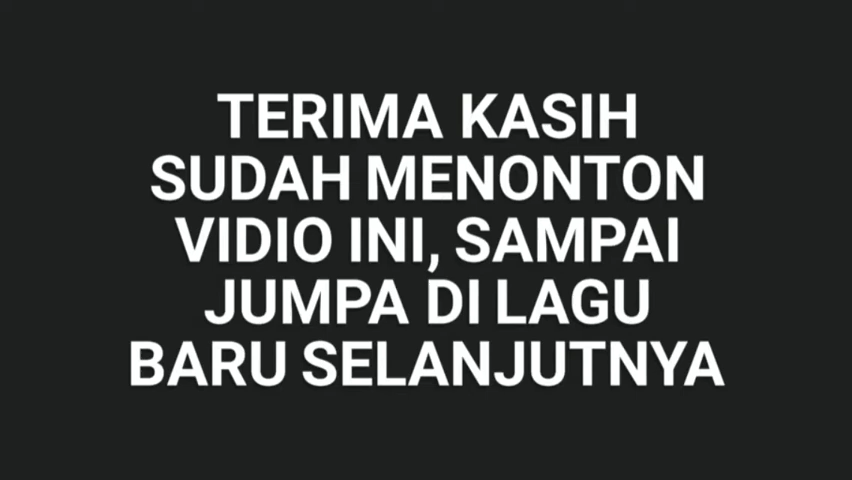 TERIMA KASIH
SUDAH MENONTON
VIDIO INI, SAMPAI
JUMPA DI LAGU
BARU SELANJUTNYA